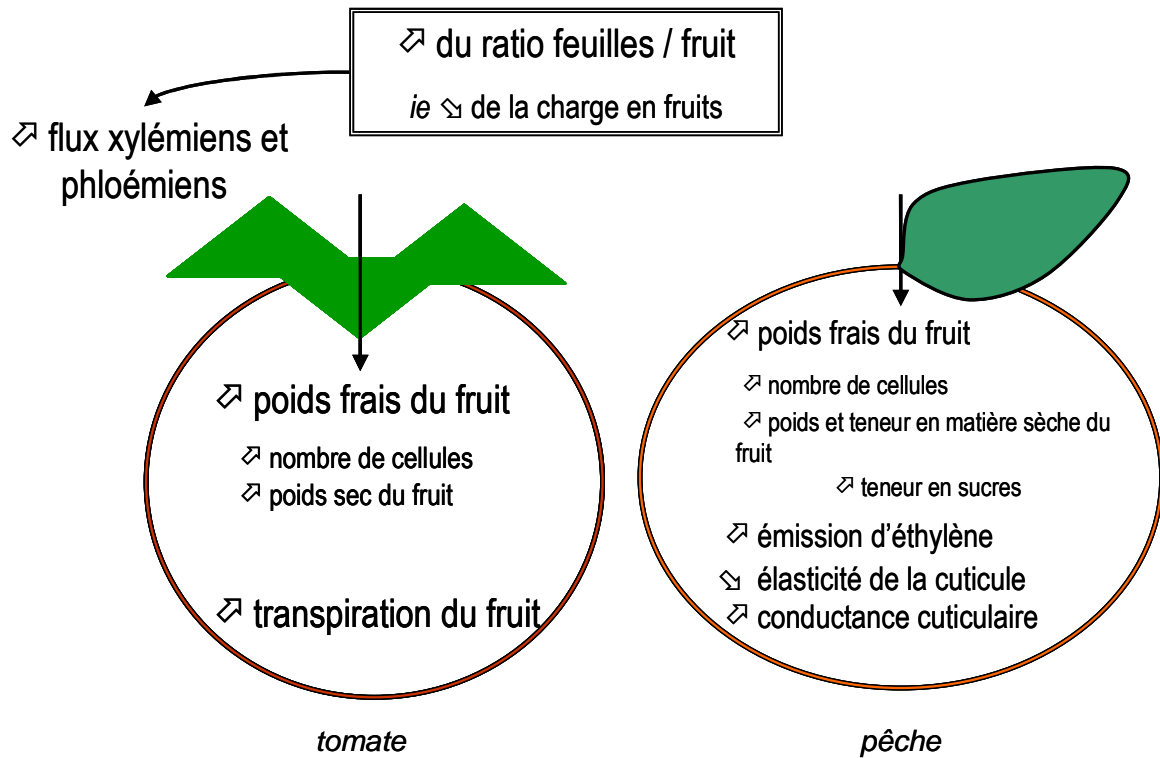 ⬀ du ratio feuilles / fruit
ie ⬂ de la charge en fruits
⬀ flux xylémiens et
phloémiens
⬀ poids frais du fruit
⬀ nombre de cellules
⬀ poids sec du fruit
⬀ transpiration du fruit
tomate
⬀ poids frais du fruit
⬀ nombre de cellules
⬀ poids et teneur en matière sèche du
fruit
⬀ teneur en sucres
⬀ émission d’éthylène
⬂ élasticité de la cuticule
⬀ conductance cuticulaire
pêche